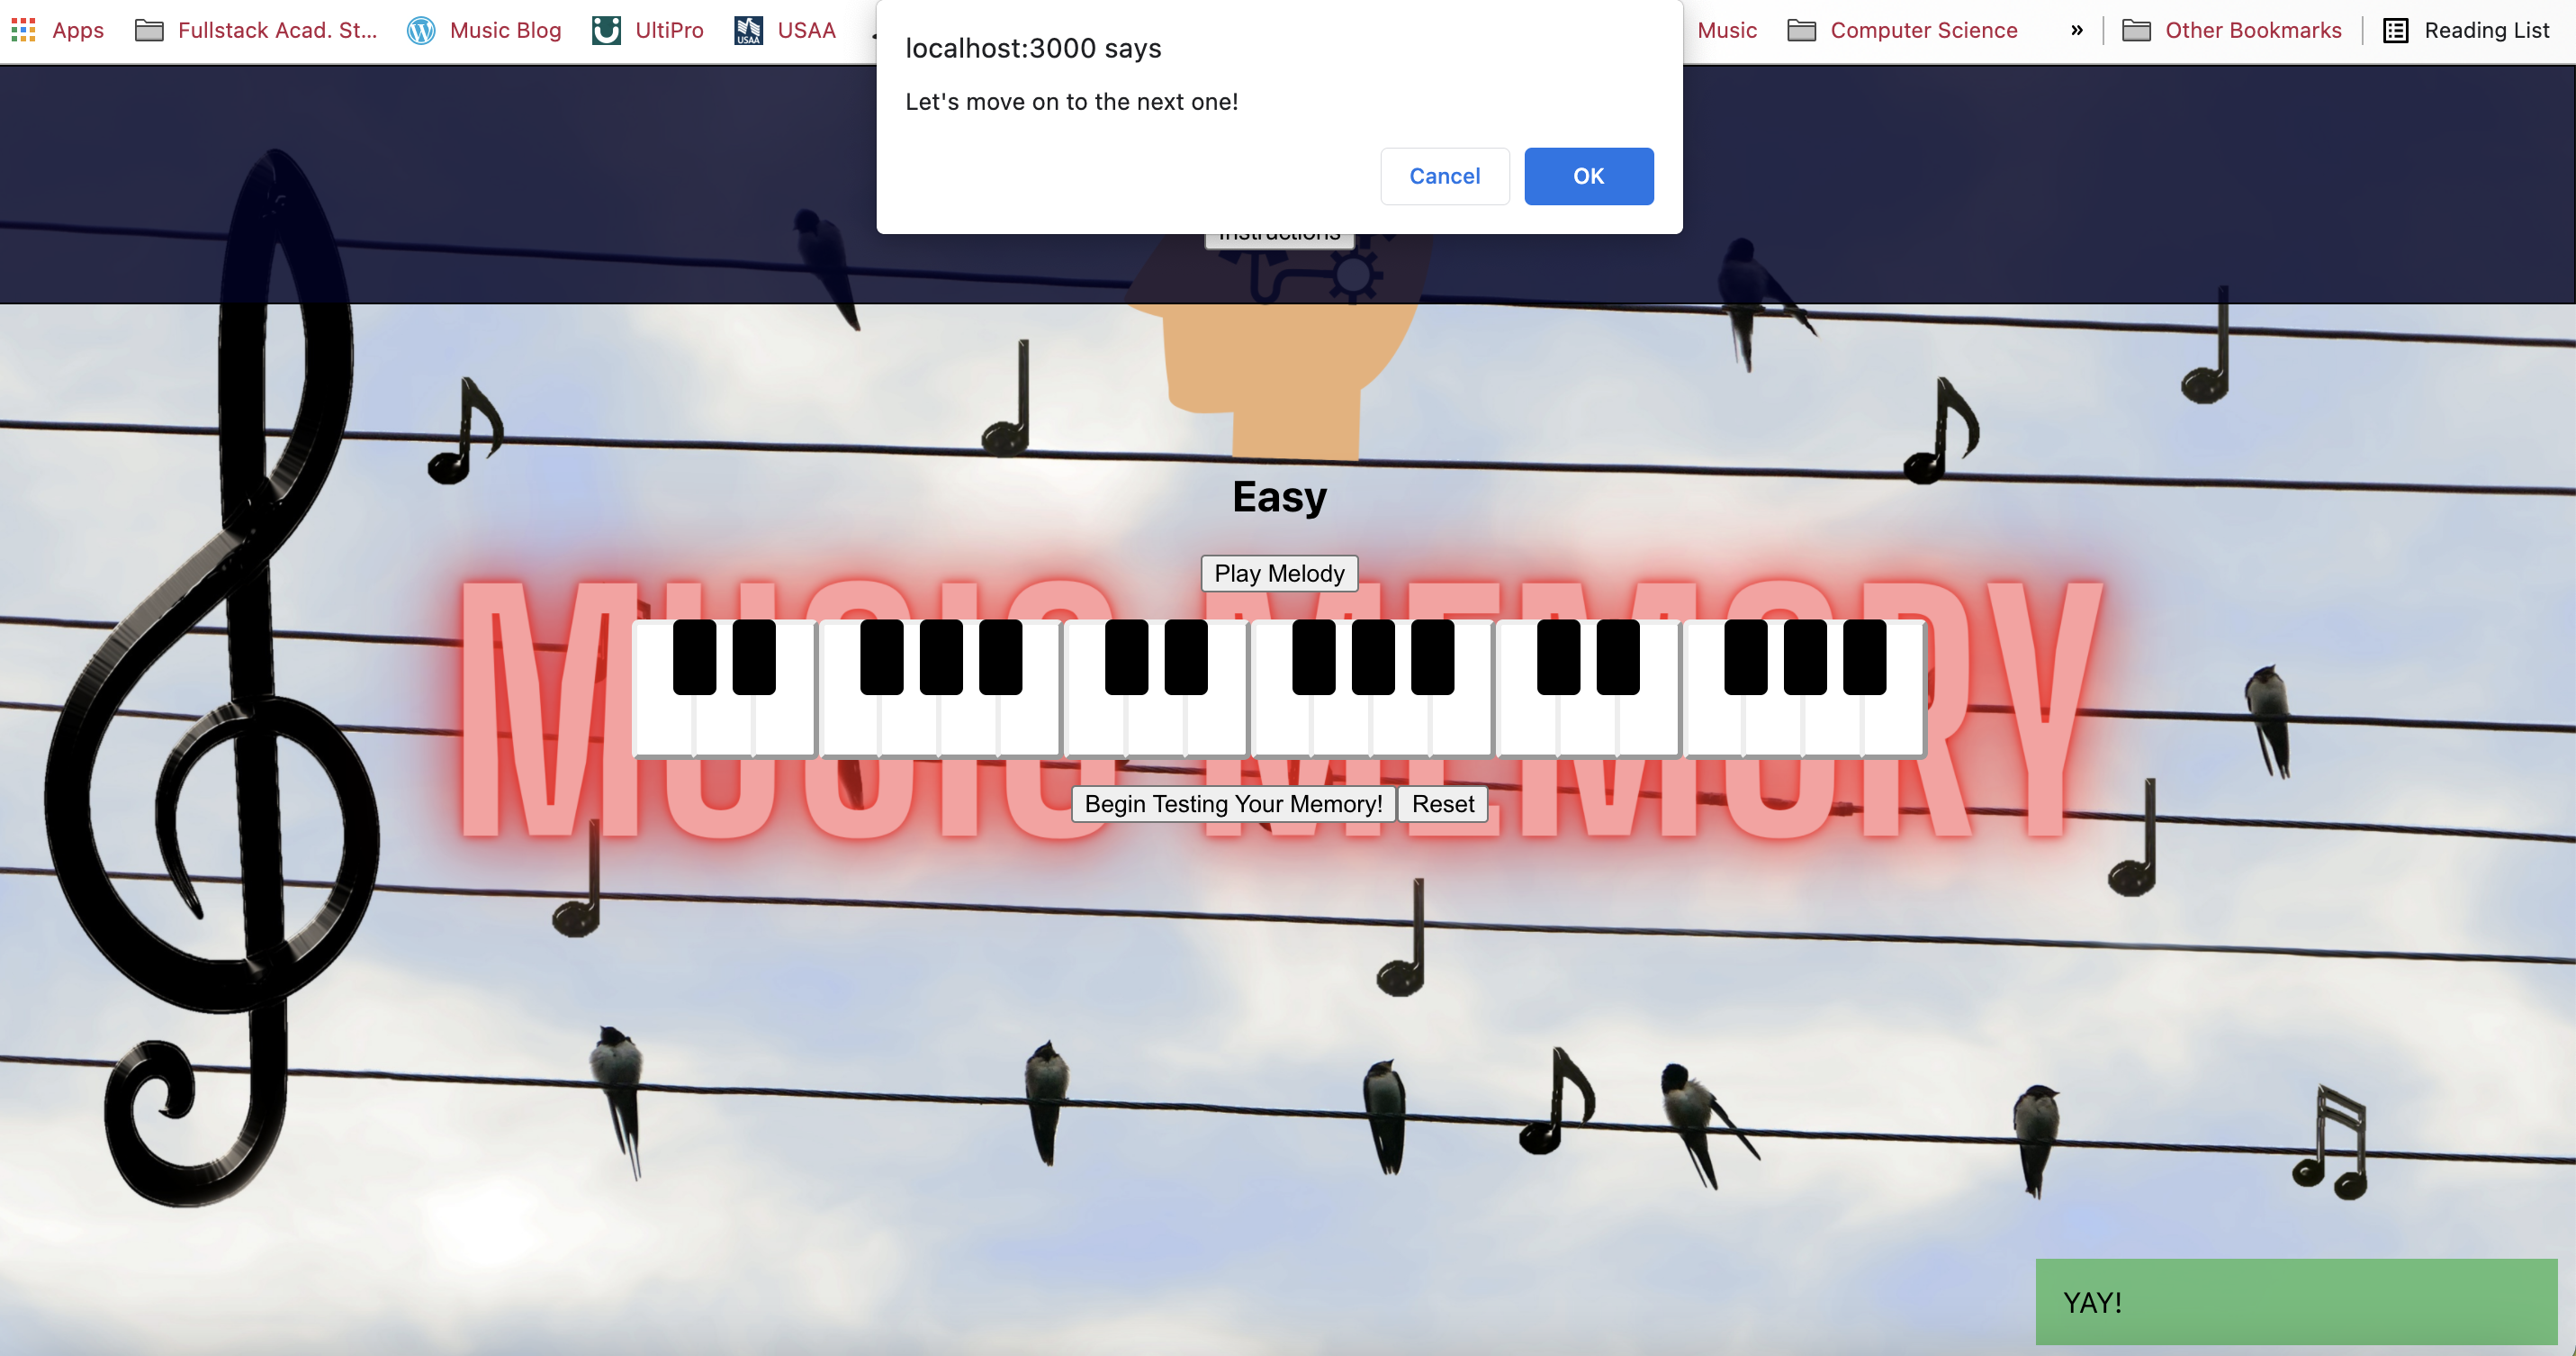 Apps Fullstack Acad. St... Music Blog UltiPro USAA Music Computer Science » Other Bookmarks Reading List
localhost:3000 says
Let's move on to the next one!
Cancel OK
Instructions
Easy
Play Melody
MUSIC MEMORY
Begin Testing Your Memory! Reset
YAY!